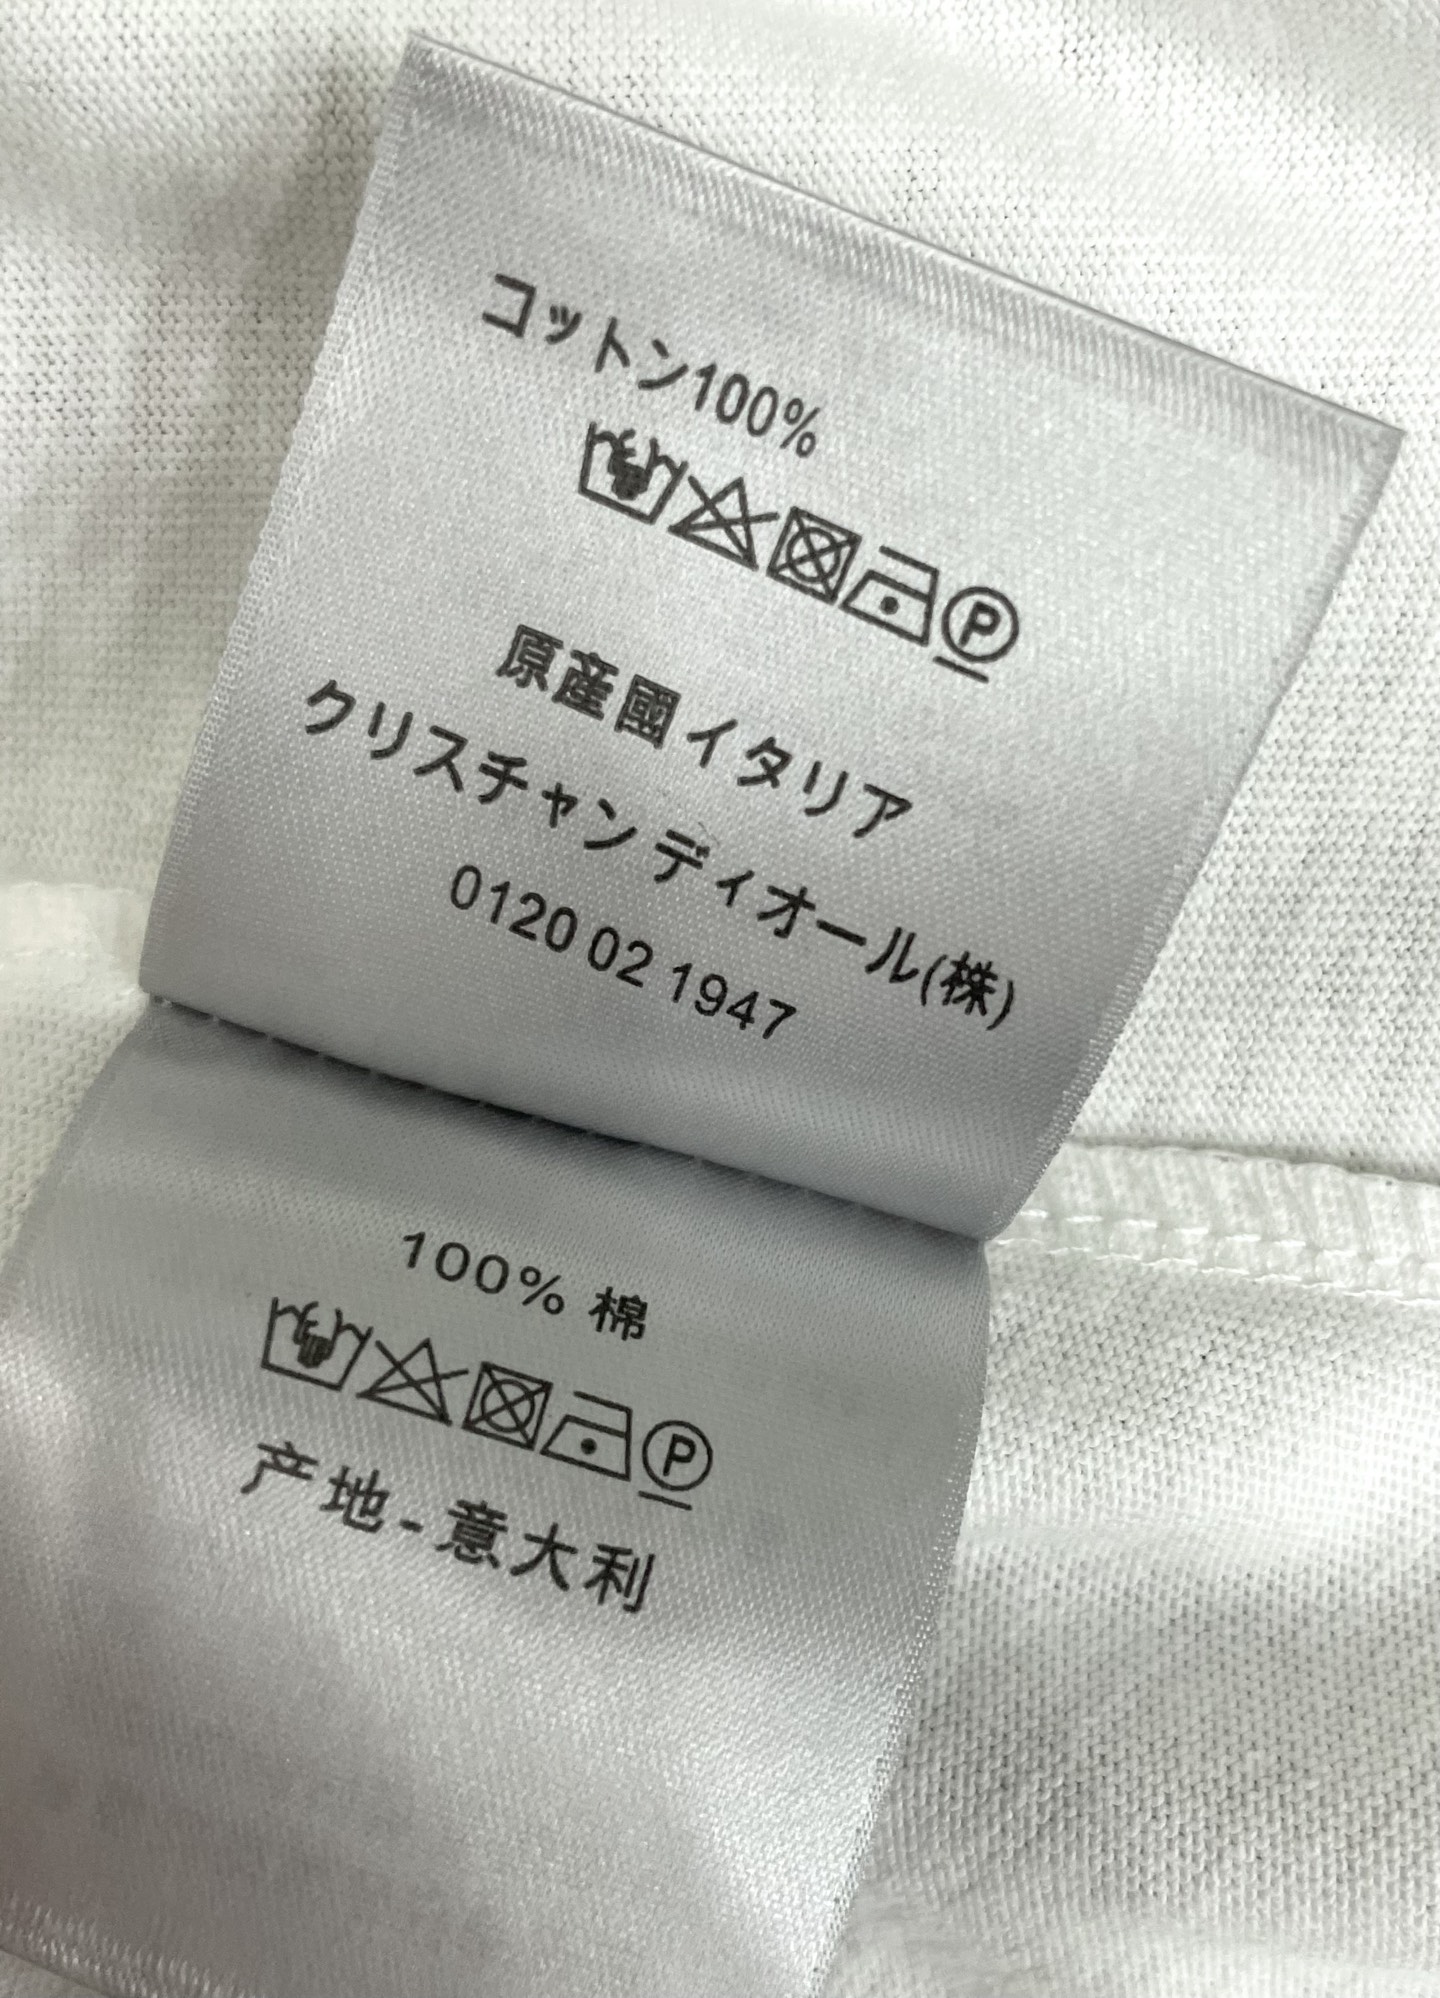 コットン100%
P
原産國イタリア
クリスチャン ディオール(株)
0120 02 1947
100% 棉
P
产地-意大利